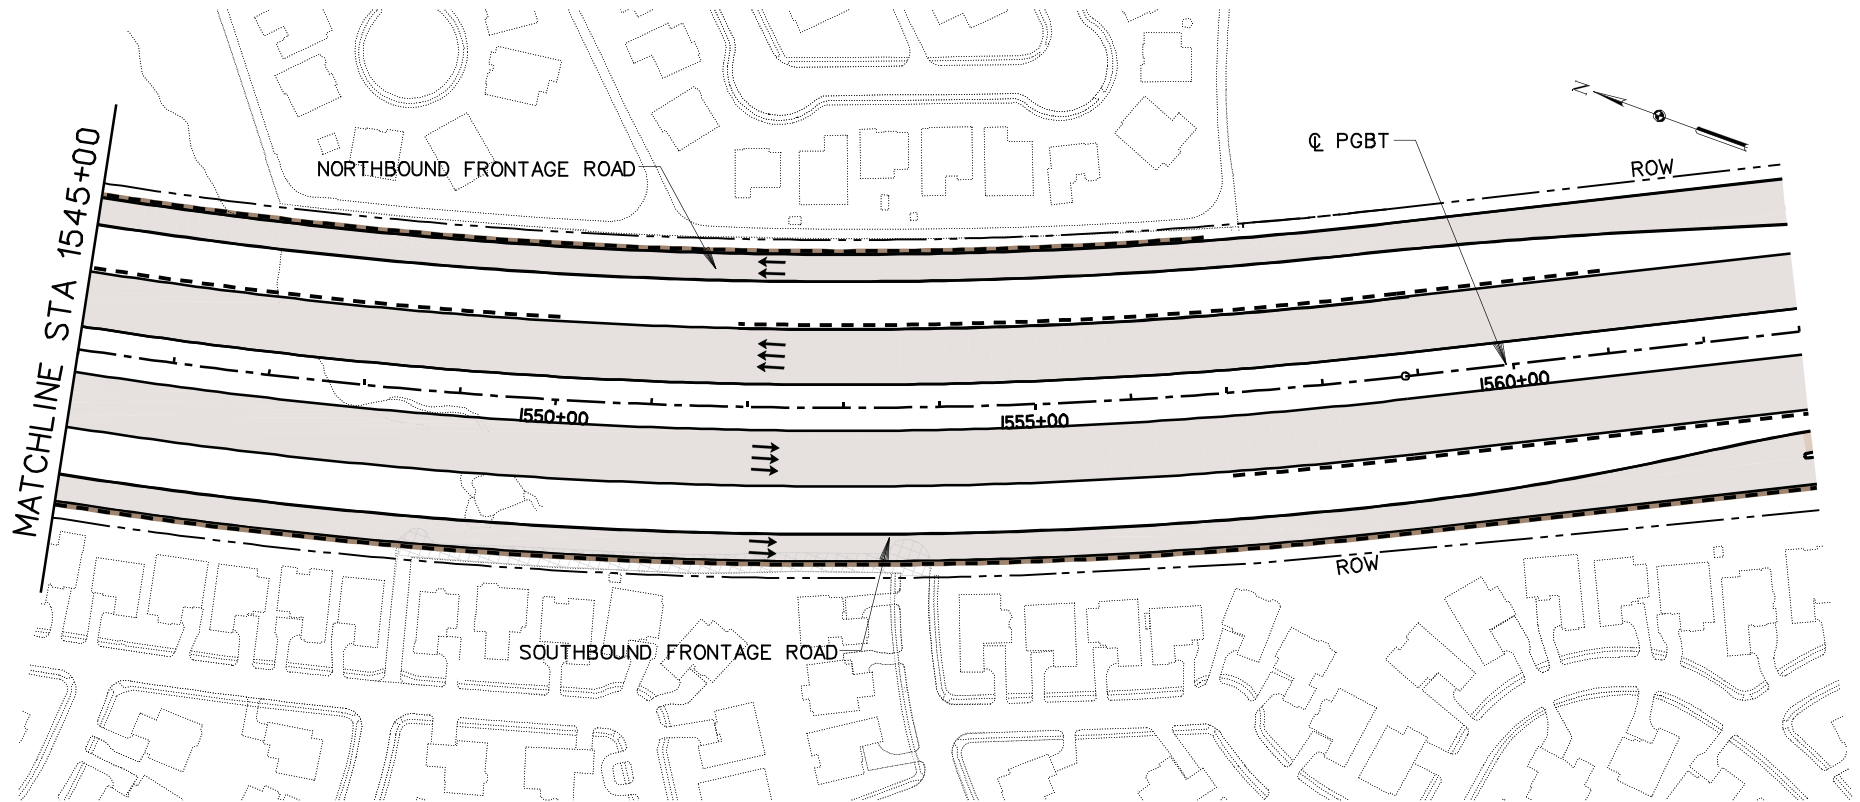 N
℄ PGBT
ROW
NORTHBOUND FRONTAGE ROAD
MATCHLINE STA 1545+00
1560+00
1550+00
1555+00
ROW
SOUTHBOUND FRONTAGE ROAD